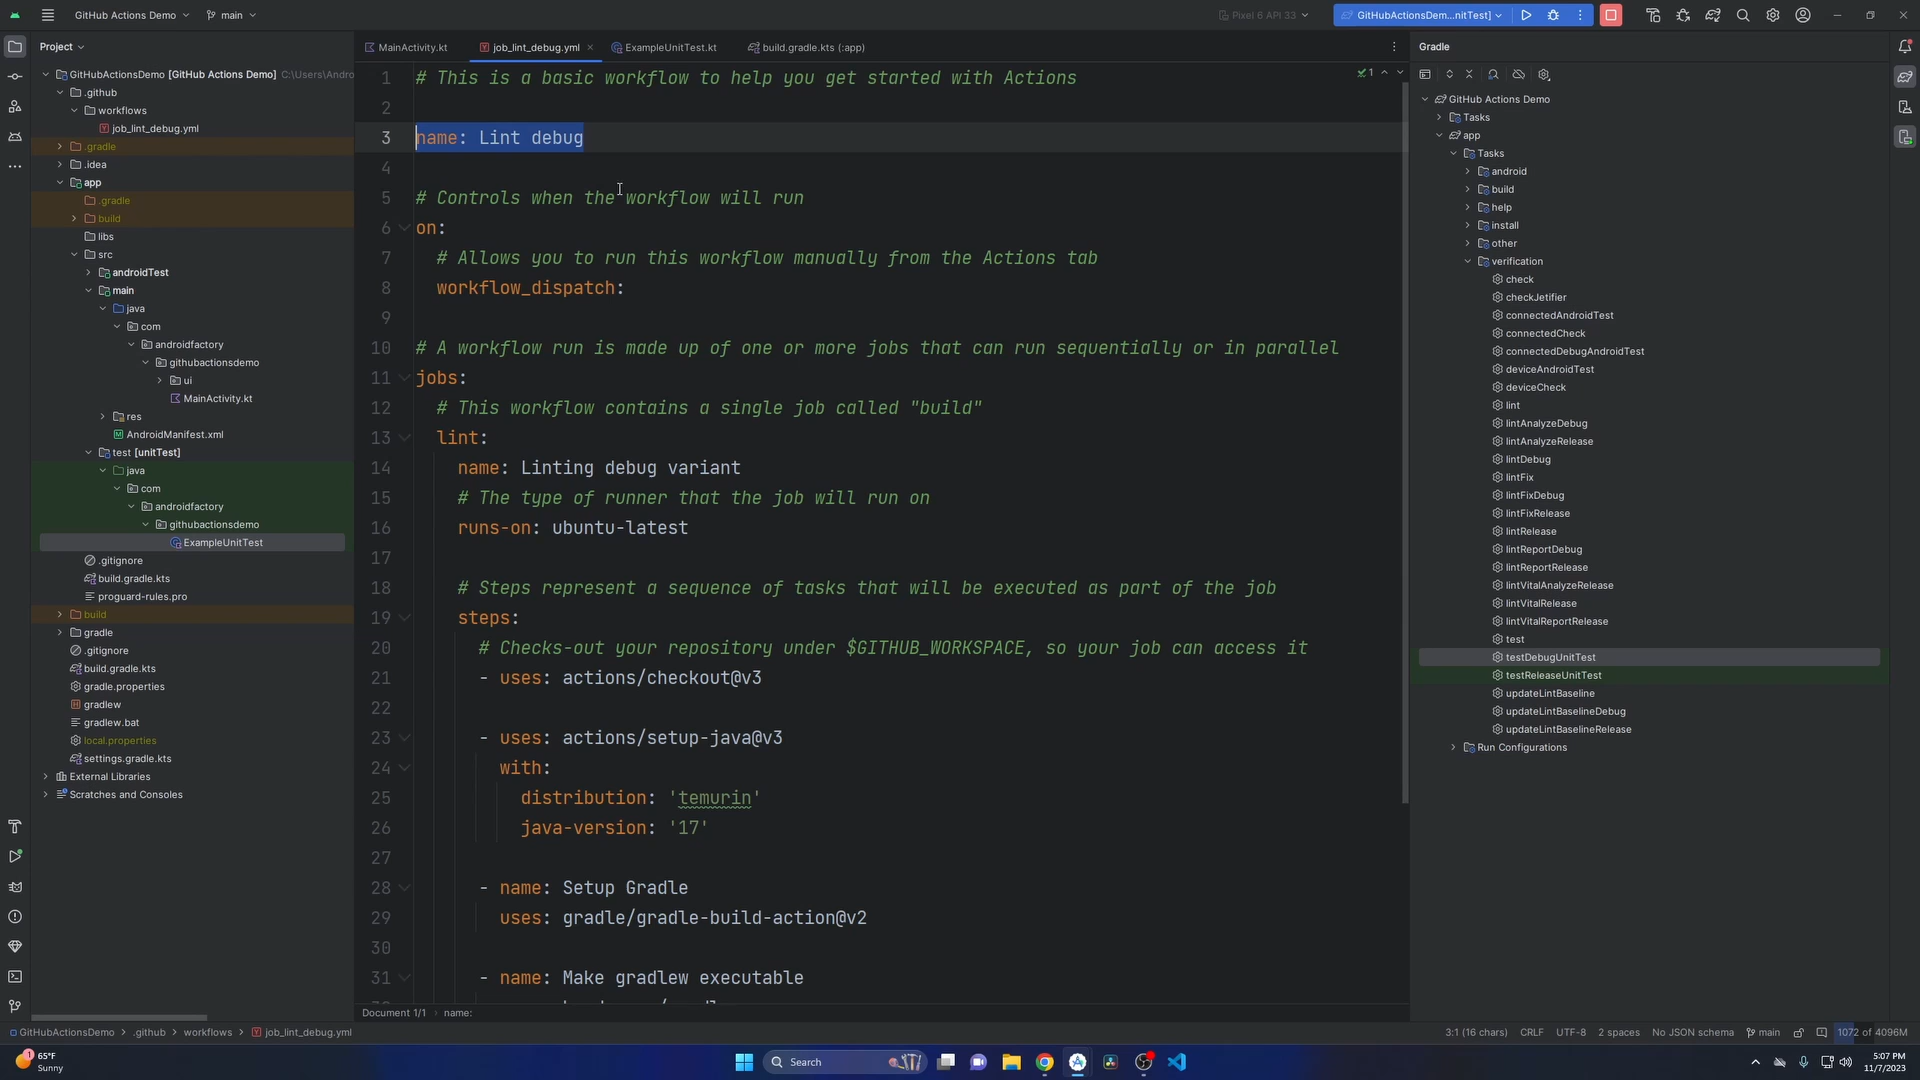 GitHub Actions Demo
main
Pixel 6 API 33
GitHubActionsDem...nitTest]
Project
MainActivity.kt
job_lint_debug.yml
ExampleUnitTest.kt
build.gradle.kts (:app)
Gradle
GitHubActionsDemo [GitHub Actions Demo] C:\Users\Andro
.github
workflows
job_lint_debug.yml
.gradle
.idea
app
.gradle
build
libs
src
androidTest
main
java
com
androidfactory
githubactionsdemo
ui
MainActivity.kt
res
AndroidManifest.xml
test [unitTest]
java
com
androidfactory
githubactionsdemo
ExampleUnitTest
.gitignore
build.gradle.kts
proguard-rules.pro
build
gradle
.gitignore
build.gradle.kts
gradle.properties
gradlew
gradlew.bat
local.properties
settings.gradle.kts
External Libraries
Scratches and Consoles
1 # This is a basic workflow to help you get started with Actions
1
2
3 name: Lint debug
4
5 # Controls when the workflow will run
6 on:
7 # Allows you to run this workflow manually from the Actions tab
8 workflow_dispatch:
9
10 # A workflow run is made up of one or more jobs that can run sequentially or in parallel
11 jobs:
12 # This workflow contains a single job called "build"
13 lint:
14 name: Linting debug variant
15 # The type of runner that the job will run on
16 runs-on: ubuntu-latest
17
18 # Steps represent a sequence of tasks that will be executed as part of the job
19 steps:
20 # Checks-out your repository under $GITHUB_WORKSPACE, so your job can access it
21 - uses: actions/checkout@v3
22
23 - uses: actions/setup-java@v3
24 with:
25 distribution: 'temurin'
26 java-version: '17'
27
28 - name: Setup Gradle
29 uses: gradle/gradle-build-action@v2
30
31 - name: Make gradlew executable
Document 1/1 name:
GitHub Actions Demo
Tasks
app
Tasks
android
build
help
install
other
verification
check
checkJetifier
connectedAndroidTest
connectedCheck
connectedDebugAndroidTest
deviceAndroidTest
deviceCheck
lint
lintAnalyzeDebug
lintAnalyzeRelease
lintDebug
lintFix
lintFixDebug
lintFixRelease
lintRelease
lintReportDebug
lintReportRelease
lintVitalAnalyzeRelease
lintVitalRelease
lintVitalReportRelease
test
testDebugUnitTest
testReleaseUnitTest
updateLintBaseline
updateLintBaselineDebug
updateLintBaselineRelease
Run Configurations
GitHubActionsDemo .github workflows job_lint_debug.yml
3:1 (16 chars) CRLF UTF-8 2 spaces No JSON schema main 1072 of 4096M
1
65°F
Sunny
Search
5:07 PM
11/7/2023